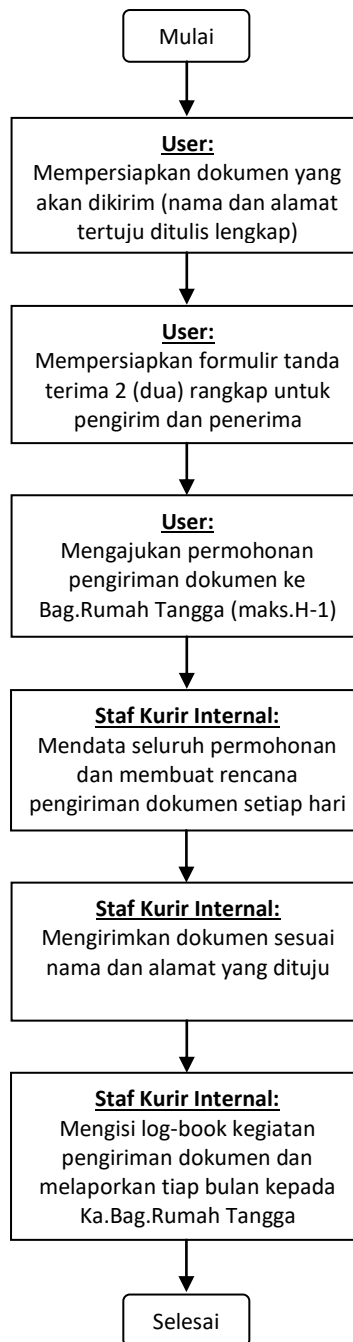 Mulai
User:
Mempersiapkan dokumen yang
akan dikirim (nama dan alamat
tertuju ditulis lengkap)
User:
Mempersiapkan formulir tanda
terima 2 (dua) rangkap untuk
pengirim dan penerima
User:
Mengajukan permohonan
pengiriman dokumen ke
Bag.Rumah Tangga (maks.H-1)
Staf Kurir Internal:
Mendata seluruh permohonan
dan membuat rencana
pengiriman dokumen setiap hari
Staf Kurir Internal:
Mengirimkan dokumen sesuai
nama dan alamat yang dituju
Staf Kurir Internal:
Mengisi log-book kegiatan
pengiriman dokumen dan
melaporkan tiap bulan kepada
Ka.Bag.Rumah Tangga
Selesai